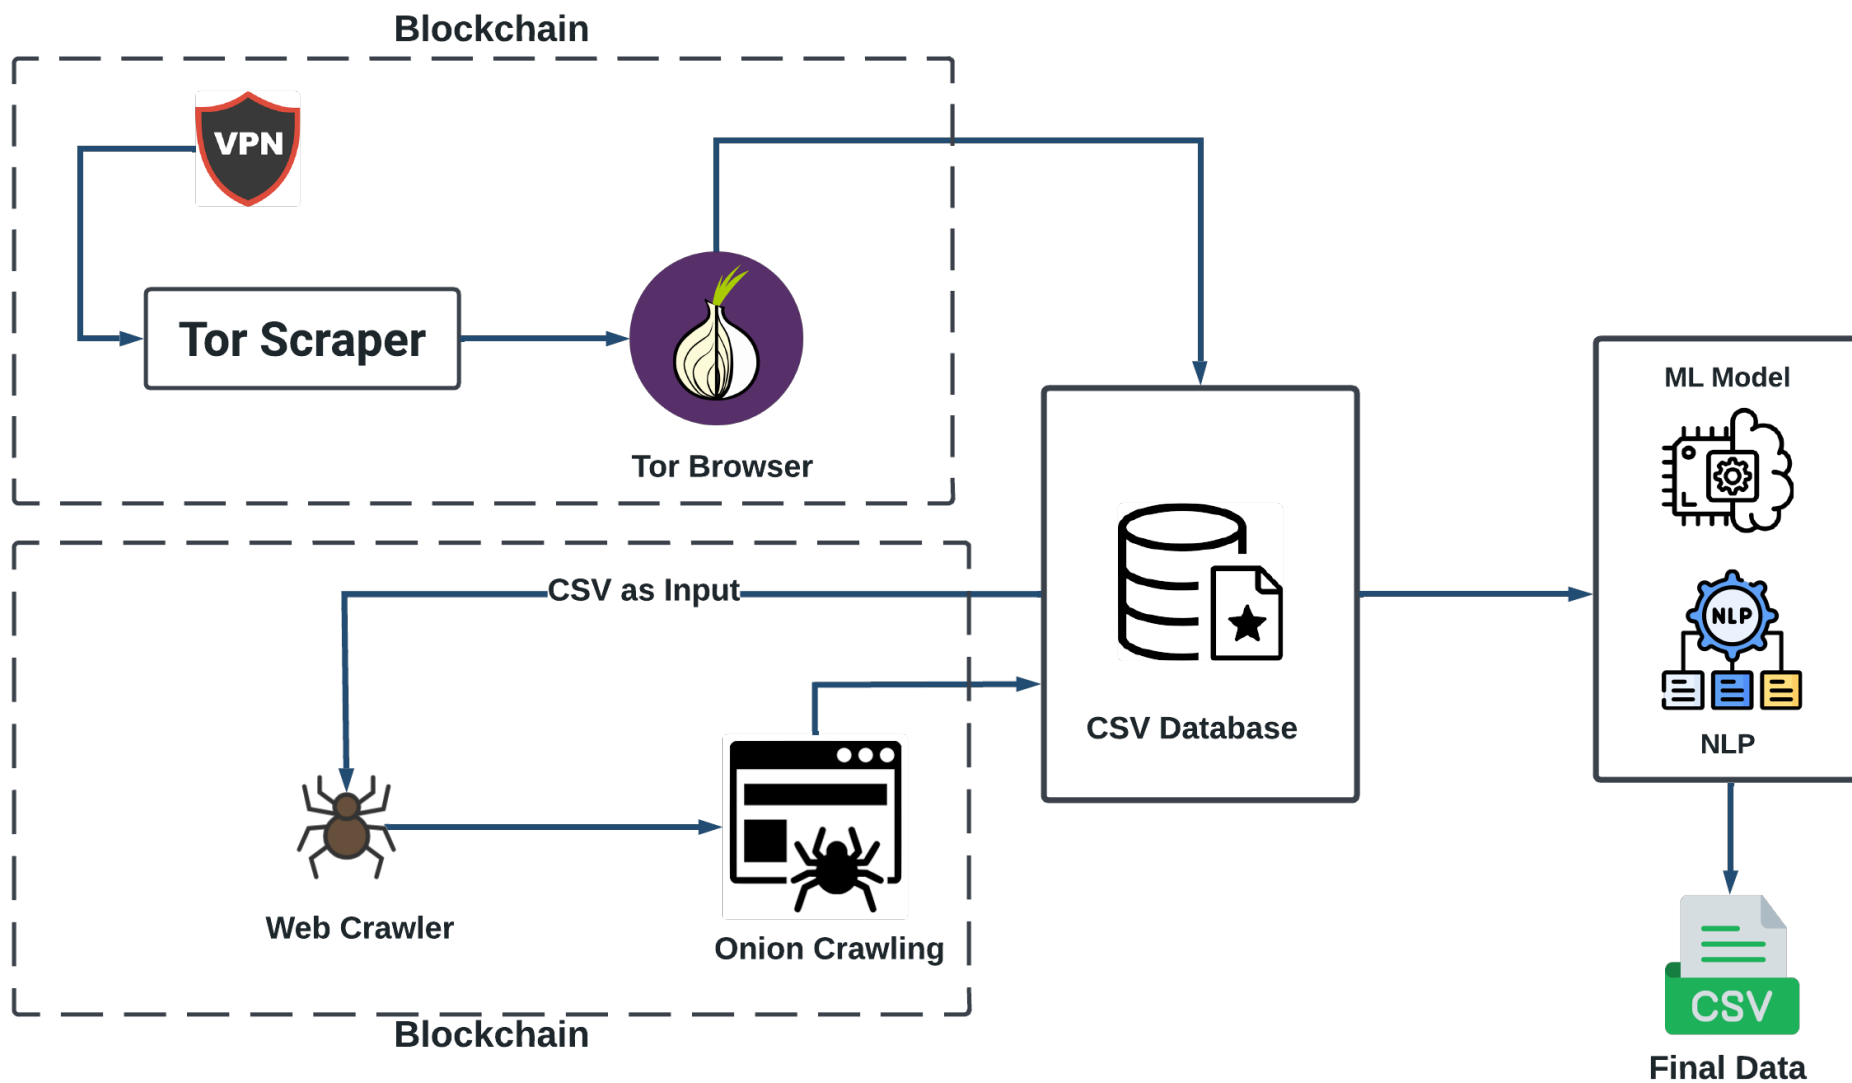 Blockchain
VPN
Tor Scraper
Tor Browser
ML Model
CSV as Input
NLP
CSV Database
NLP
Web Crawler
Onion Crawling
CSV
Blockchain
Final Data